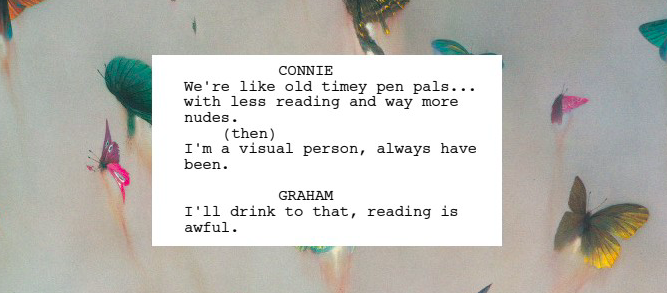 CONNIE
We're like old timey pen pals...
with less reading and way more
nudes.
(then)
I'm a visual person, always have
been.
GRAHAM
I'll drink to that, reading is
awful.